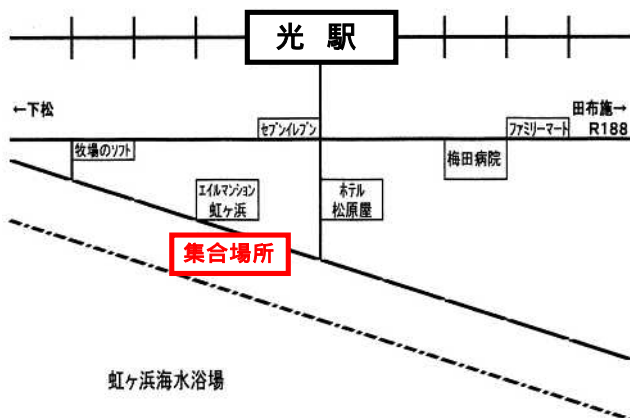 光 駅
←下松
田布施→
セブンイレブン
ファミリーマート
R188
牧場のソフト
梅田病院
エイルマンション
虹ヶ浜
ホテル
松原屋
集合場所
虹ヶ浜海水浴場